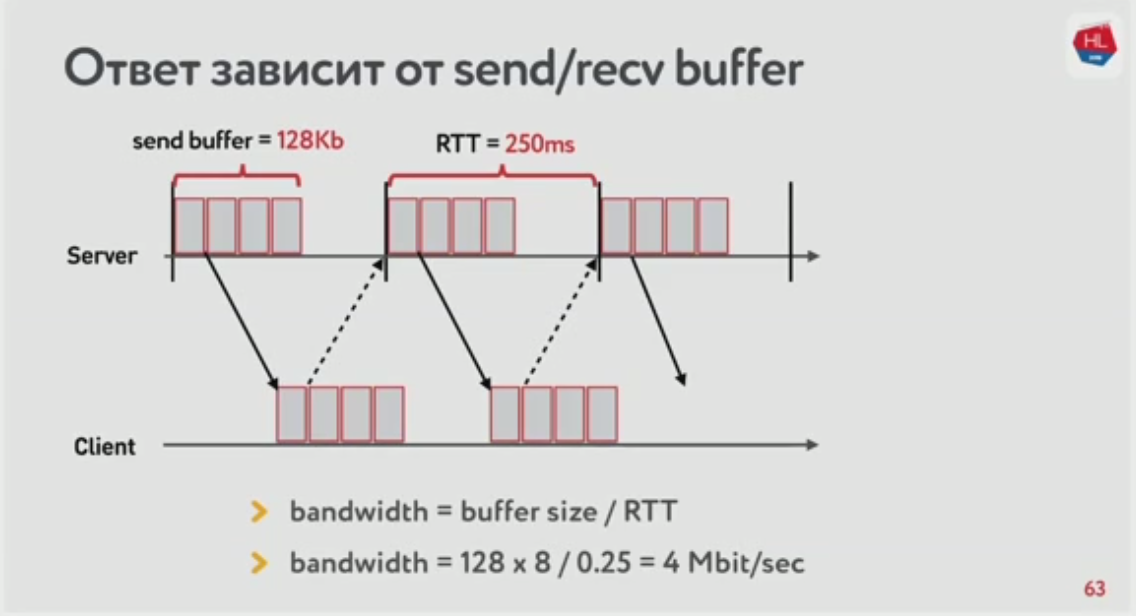 Ответ зависит от send/recv buffer
HL
send buffer = 128Kb
RTT = 250ms
Server
Client
bandwidth = buffer size / RTT
bandwidth = 128 x 8 / 0.25 = 4 Mbit/sec
63